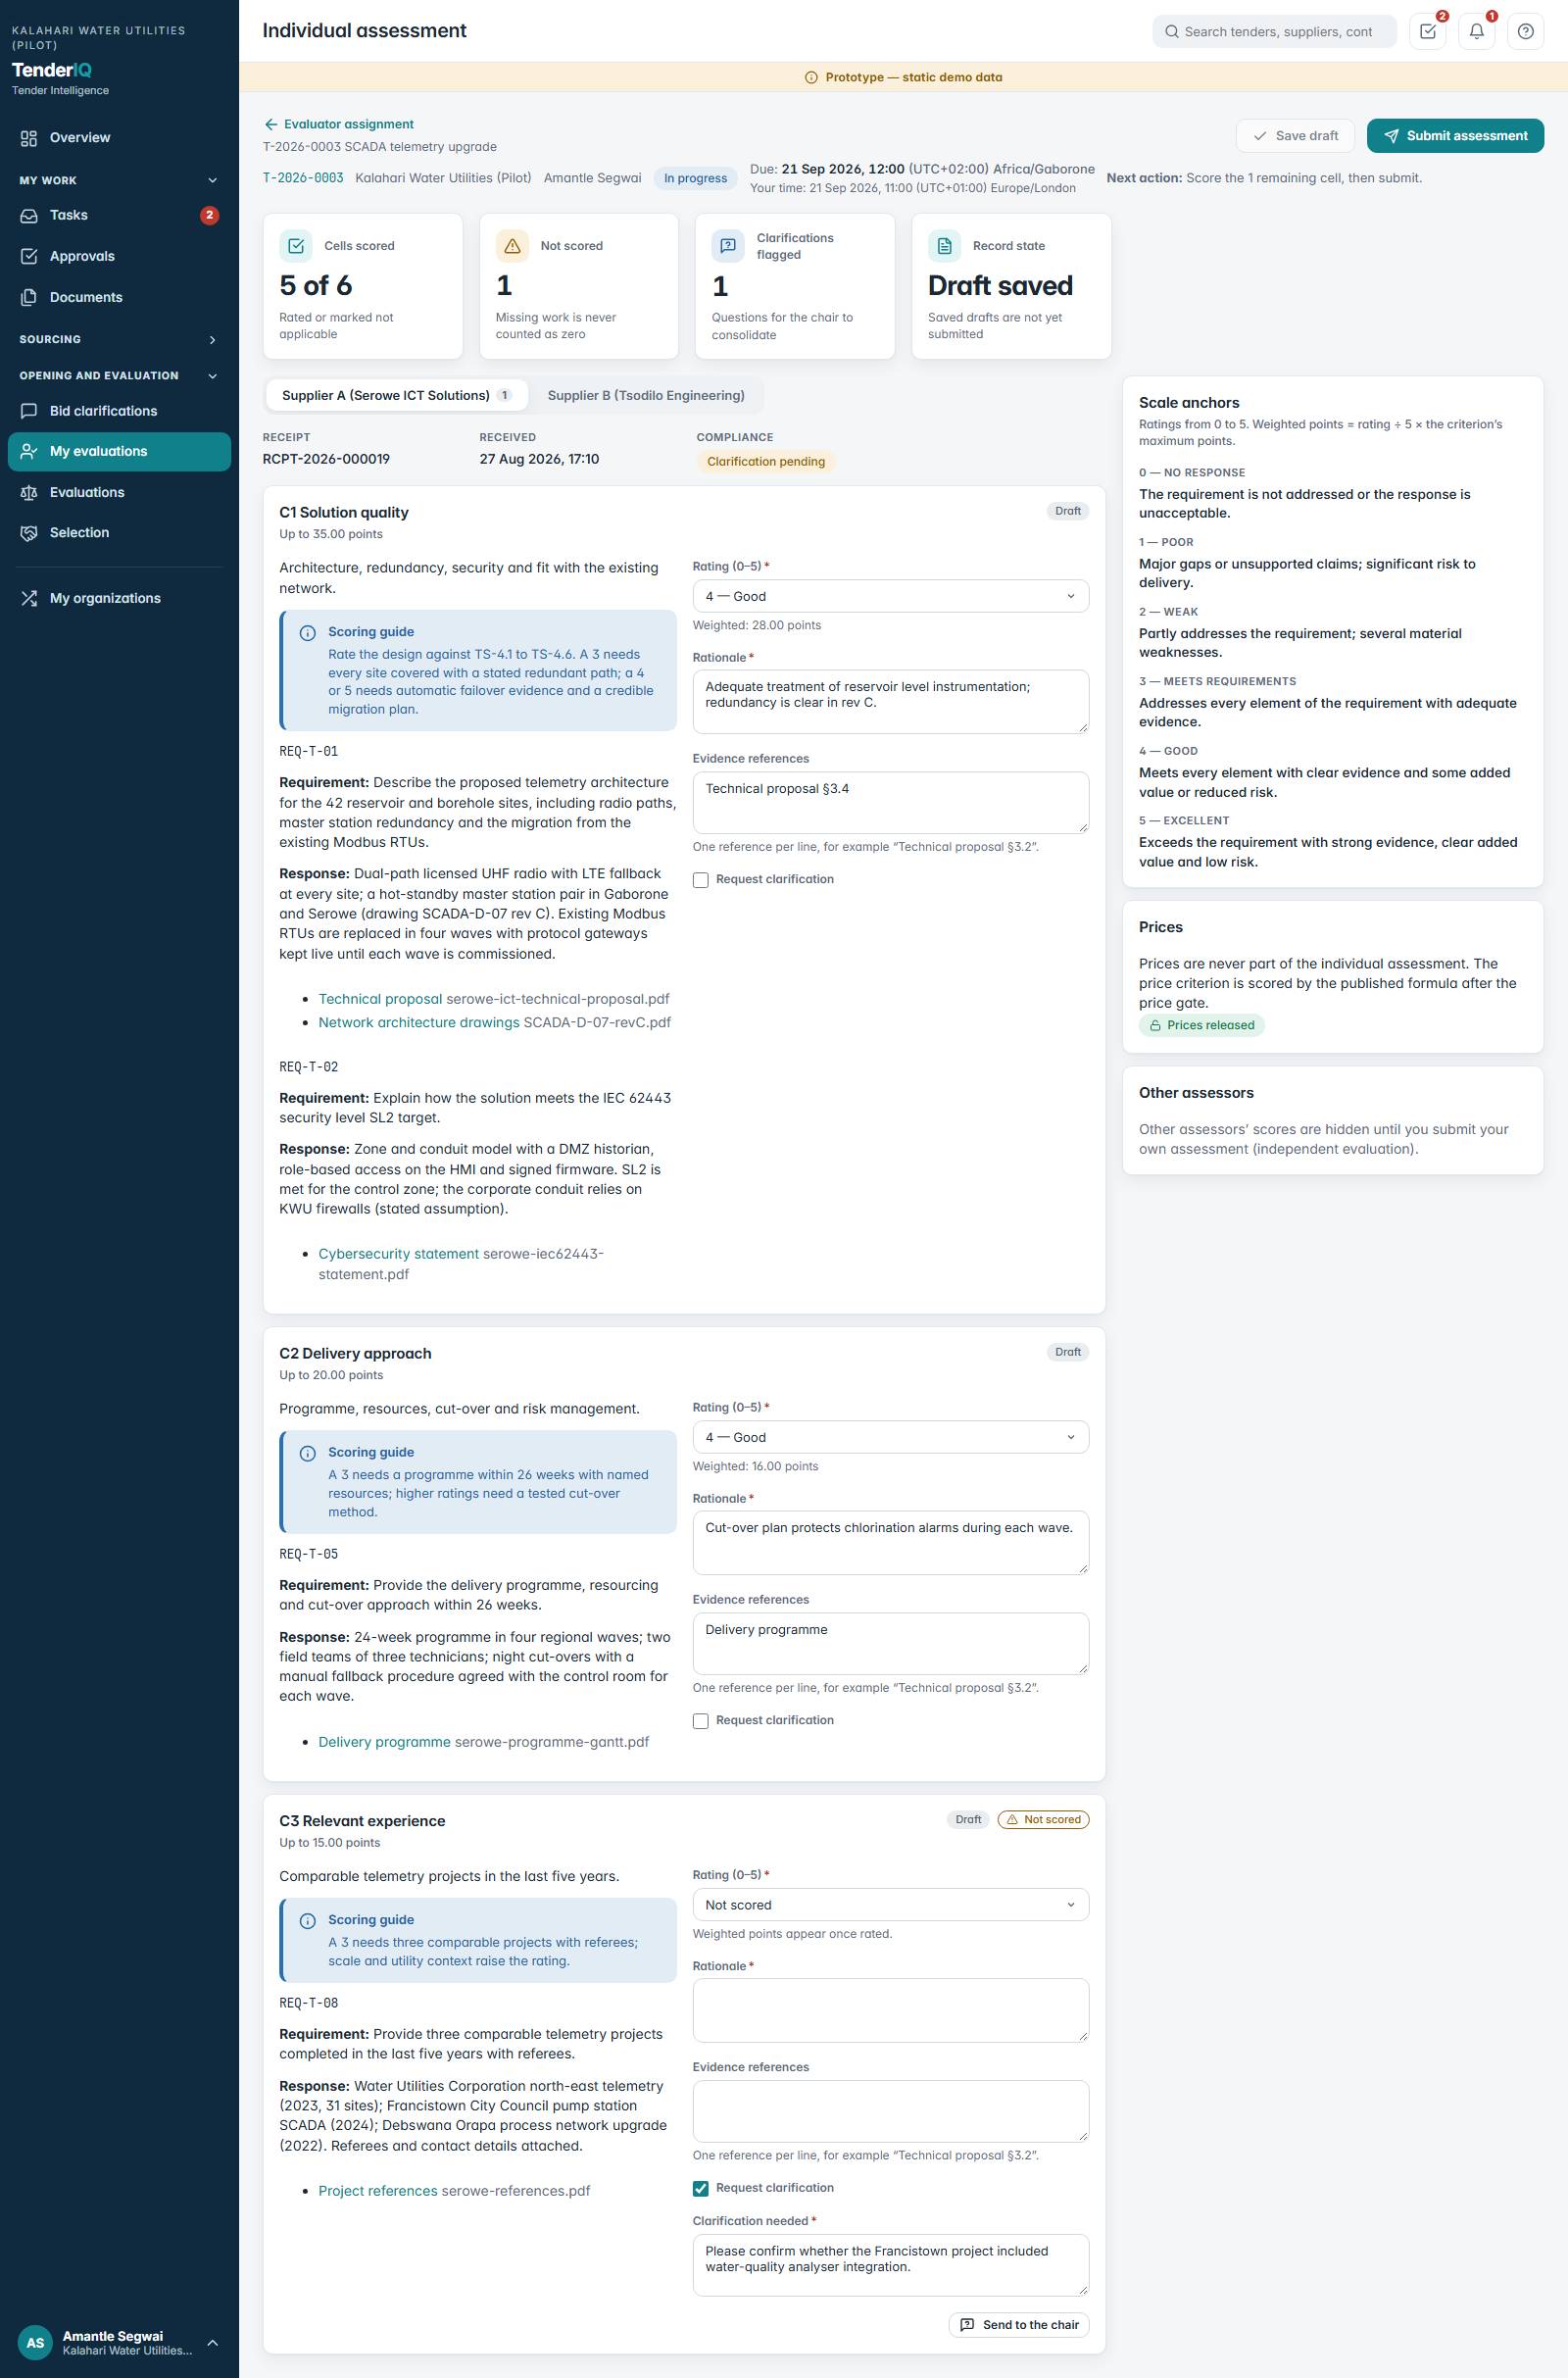 KALAHARI WATER UTILITIES
(PILOT)
TenderIQ
Tender Intelligence
Overview
MY WORK
Tasks
2
Approvals
Documents
SOURCING
OPENING AND EVALUATION
Bid clarifications
My evaluations
Evaluations
Selection
My organizations
AS
Amantle Segwai
Kalahari Water Utilities...
Individual assessment
Search tenders, suppliers, cont
2
1
Prototype — static demo data
Evaluator assignment
T-2026-0003 SCADA telemetry upgrade
Save draft
Submit assessment
T-2026-0003
Kalahari Water Utilities (Pilot)
Amantle Segwai
In progress
Due: 21 Sep 2026, 12:00 (UTC+02:00) Africa/Gaborone
Your time: 21 Sep 2026, 11:00 (UTC+01:00) Europe/London
Next action: Score the 1 remaining cell, then submit.
Cells scored
5 of 6
Rated or marked not
applicable
Not scored
1
Missing work is never
counted as zero
Clarifications
flagged
1
Questions for the chair to
consolidate
Record state
Draft saved
Saved drafts are not yet
submitted
Supplier A (Serowe ICT Solutions) 1
Supplier B (Tsodilo Engineering)
RECEIPT
RCPT-2026-000019
RECEIVED
27 Aug 2026, 17:10
COMPLIANCE
Clarification pending
C1 Solution quality
Draft
Up to 35.00 points
Architecture, redundancy, security and fit with the existing
network.
Scoring guide
Rate the design against TS-4.1 to TS-4.6. A 3 needs
every site covered with a stated redundant path; a 4
or 5 needs automatic failover evidence and a credible
migration plan.
REQ-T-01
Requirement: Describe the proposed telemetry architecture
for the 42 reservoir and borehole sites, including radio paths,
master station redundancy and the migration from the
existing Modbus RTUs.
Response: Dual-path licensed UHF radio with LTE fallback
at every site; a hot-standby master station pair in Gaborone
and Serowe (drawing SCADA-D-07 rev C). Existing Modbus
RTUs are replaced in four waves with protocol gateways
kept live until each wave is commissioned.
Technical proposal serowe-ict-technical-proposal.pdf
Network architecture drawings SCADA-D-07-revC.pdf
REQ-T-02
Requirement: Explain how the solution meets the IEC 62443
security level SL2 target.
Response: Zone and conduit model with a DMZ historian,
role-based access on the HMI and signed firmware. SL2 is
met for the control zone; the corporate conduit relies on
KWU firewalls (stated assumption).
Cybersecurity statement serowe-iec62443-
statement.pdf
Rating (0–5) *
4 — Good
Weighted: 28.00 points
Rationale *
Adequate treatment of reservoir level instrumentation;
redundancy is clear in rev C.
Evidence references
Technical proposal §3.4
One reference per line, for example “Technical proposal §3.2”.
Request clarification
C2 Delivery approach
Draft
Up to 20.00 points
Programme, resources, cut-over and risk management.
Scoring guide
A 3 needs a programme within 26 weeks with named
resources; higher ratings need a tested cut-over
method.
REQ-T-05
Requirement: Provide the delivery programme, resourcing
and cut-over approach within 26 weeks.
Response: 24-week programme in four regional waves; two
field teams of three technicians; night cut-overs with a
manual fallback procedure agreed with the control room for
each wave.
Delivery programme serowe-programme-gantt.pdf
Rating (0–5) *
4 — Good
Weighted: 16.00 points
Rationale *
Cut-over plan protects chlorination alarms during each wave.
Evidence references
Delivery programme
One reference per line, for example “Technical proposal §3.2”.
Request clarification
C3 Relevant experience
Draft
Not scored
Up to 15.00 points
Comparable telemetry projects in the last five years.
Scoring guide
A 3 needs three comparable projects with referees;
scale and utility context raise the rating.
REQ-T-08
Requirement: Provide three comparable telemetry projects
completed in the last five years with referees.
Response: Water Utilities Corporation north-east telemetry
(2023, 31 sites); Francistown City Council pump station
SCADA (2024); Debswana Orapa process network upgrade
(2022). Referees and contact details attached.
Project references serowe-references.pdf
Rating (0–5) *
Not scored
Weighted points appear once rated.
Rationale *
Evidence references
One reference per line, for example “Technical proposal §3.2”.
Request clarification
Clarification needed *
Please confirm whether the Francistown project included
water-quality analyser integration.
Send to the chair
Scale anchors
Ratings from 0 to 5. Weighted points = rating ÷ 5 × the criterion’s
maximum points.
0 — NO RESPONSE
The requirement is not addressed or the response is
unacceptable.
1 — POOR
Major gaps or unsupported claims; significant risk to
delivery.
2 — WEAK
Partly addresses the requirement; several material
weaknesses.
3 — MEETS REQUIREMENTS
Addresses every element of the requirement with adequate
evidence.
4 — GOOD
Meets every element with clear evidence and some added
value or reduced risk.
5 — EXCELLENT
Exceeds the requirement with strong evidence, clear added
value and low risk.
Prices
Prices are never part of the individual assessment. The
price criterion is scored by the published formula after the
price gate.
Prices released
Other assessors
Other assessors’ scores are hidden until you submit your
own assessment (independent evaluation).